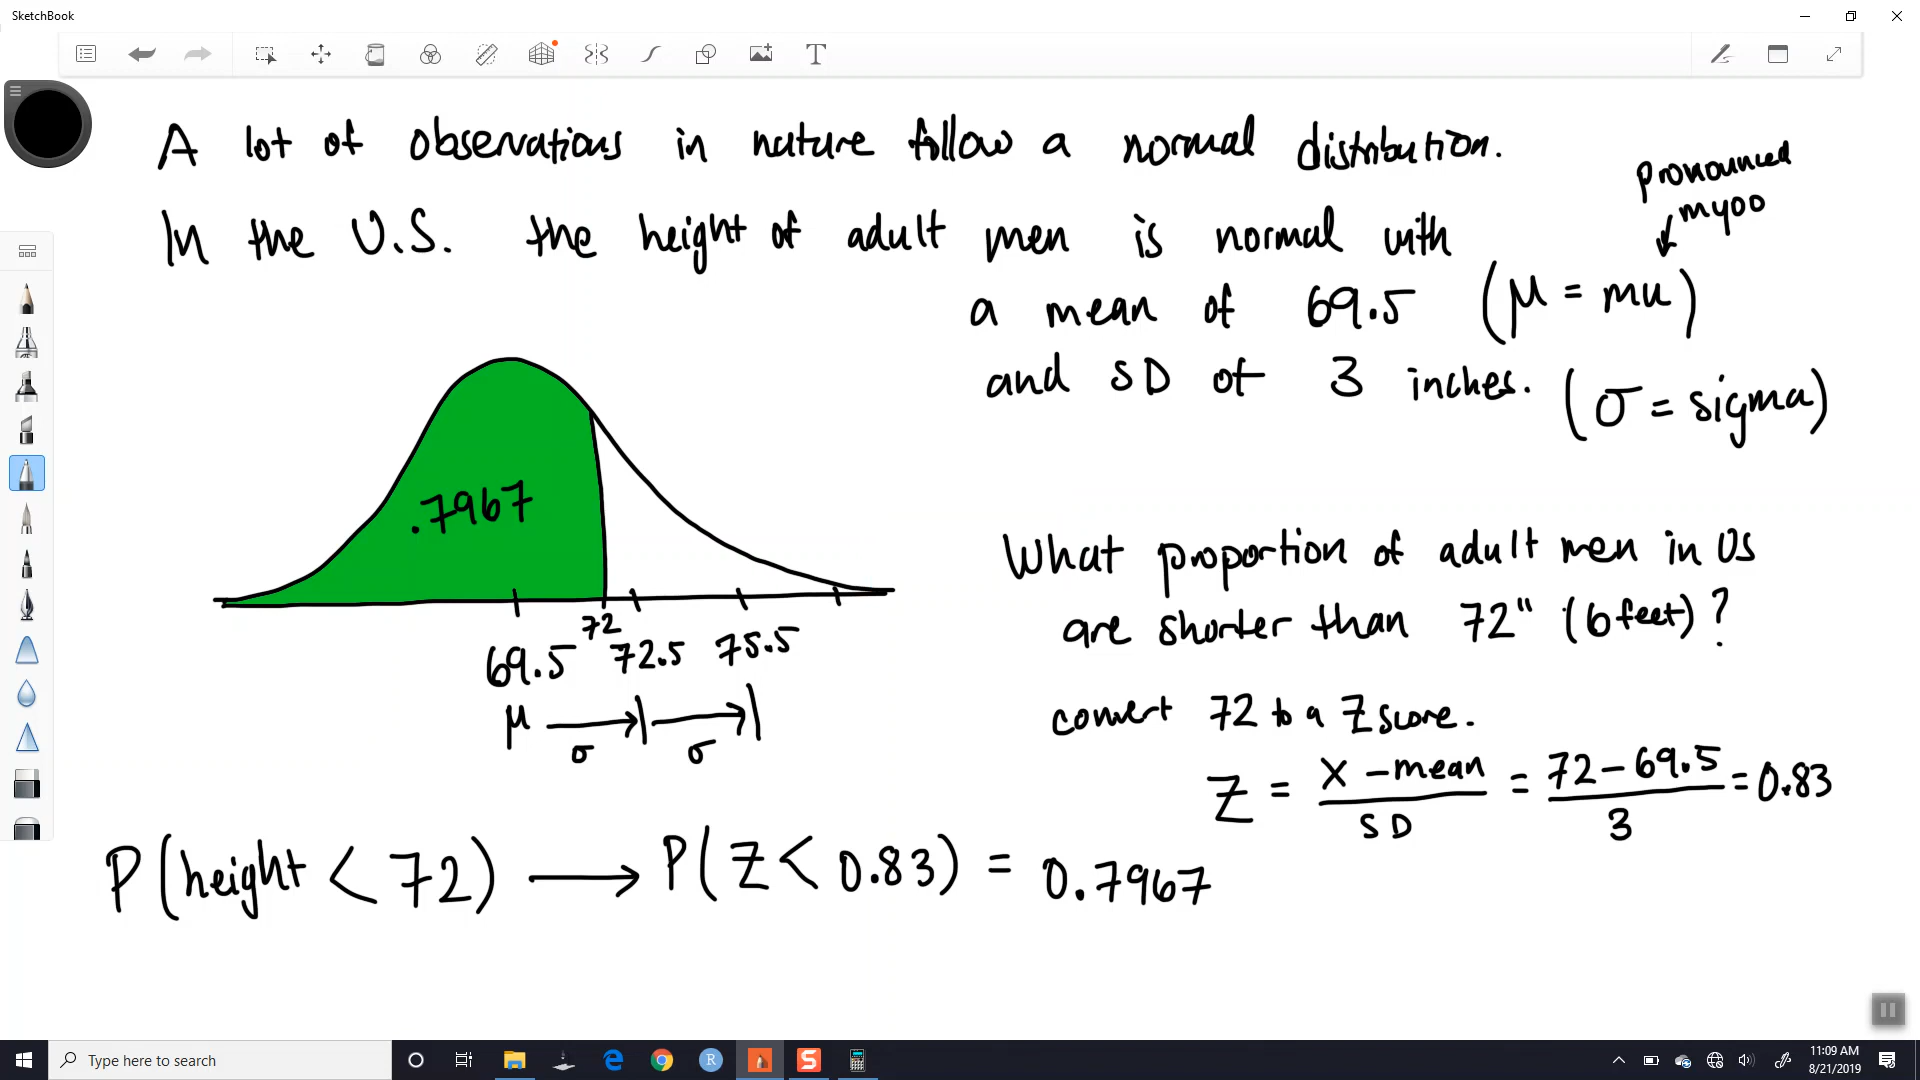 SketchBook
A lot of observations in nature follow a normal distribution.
pronounced
myoo
In the U.S. the height of adult men is normal with
a mean of 69.5 (μ = mu)
and SD of 3 inches. (σ = sigma)
.7967
72
69.5 72.5 75.5
μ
σ σ
What proportion of adult men in US
are shorter than 72" (6 feet)?
convert 72 to a Z score.
Z = X - mean / SD = 72 - 69.5 / 3 = 0.83
P(height < 72) → P(Z < 0.83) = 0.7967
Type here to search
11:09 AM
8/21/2019